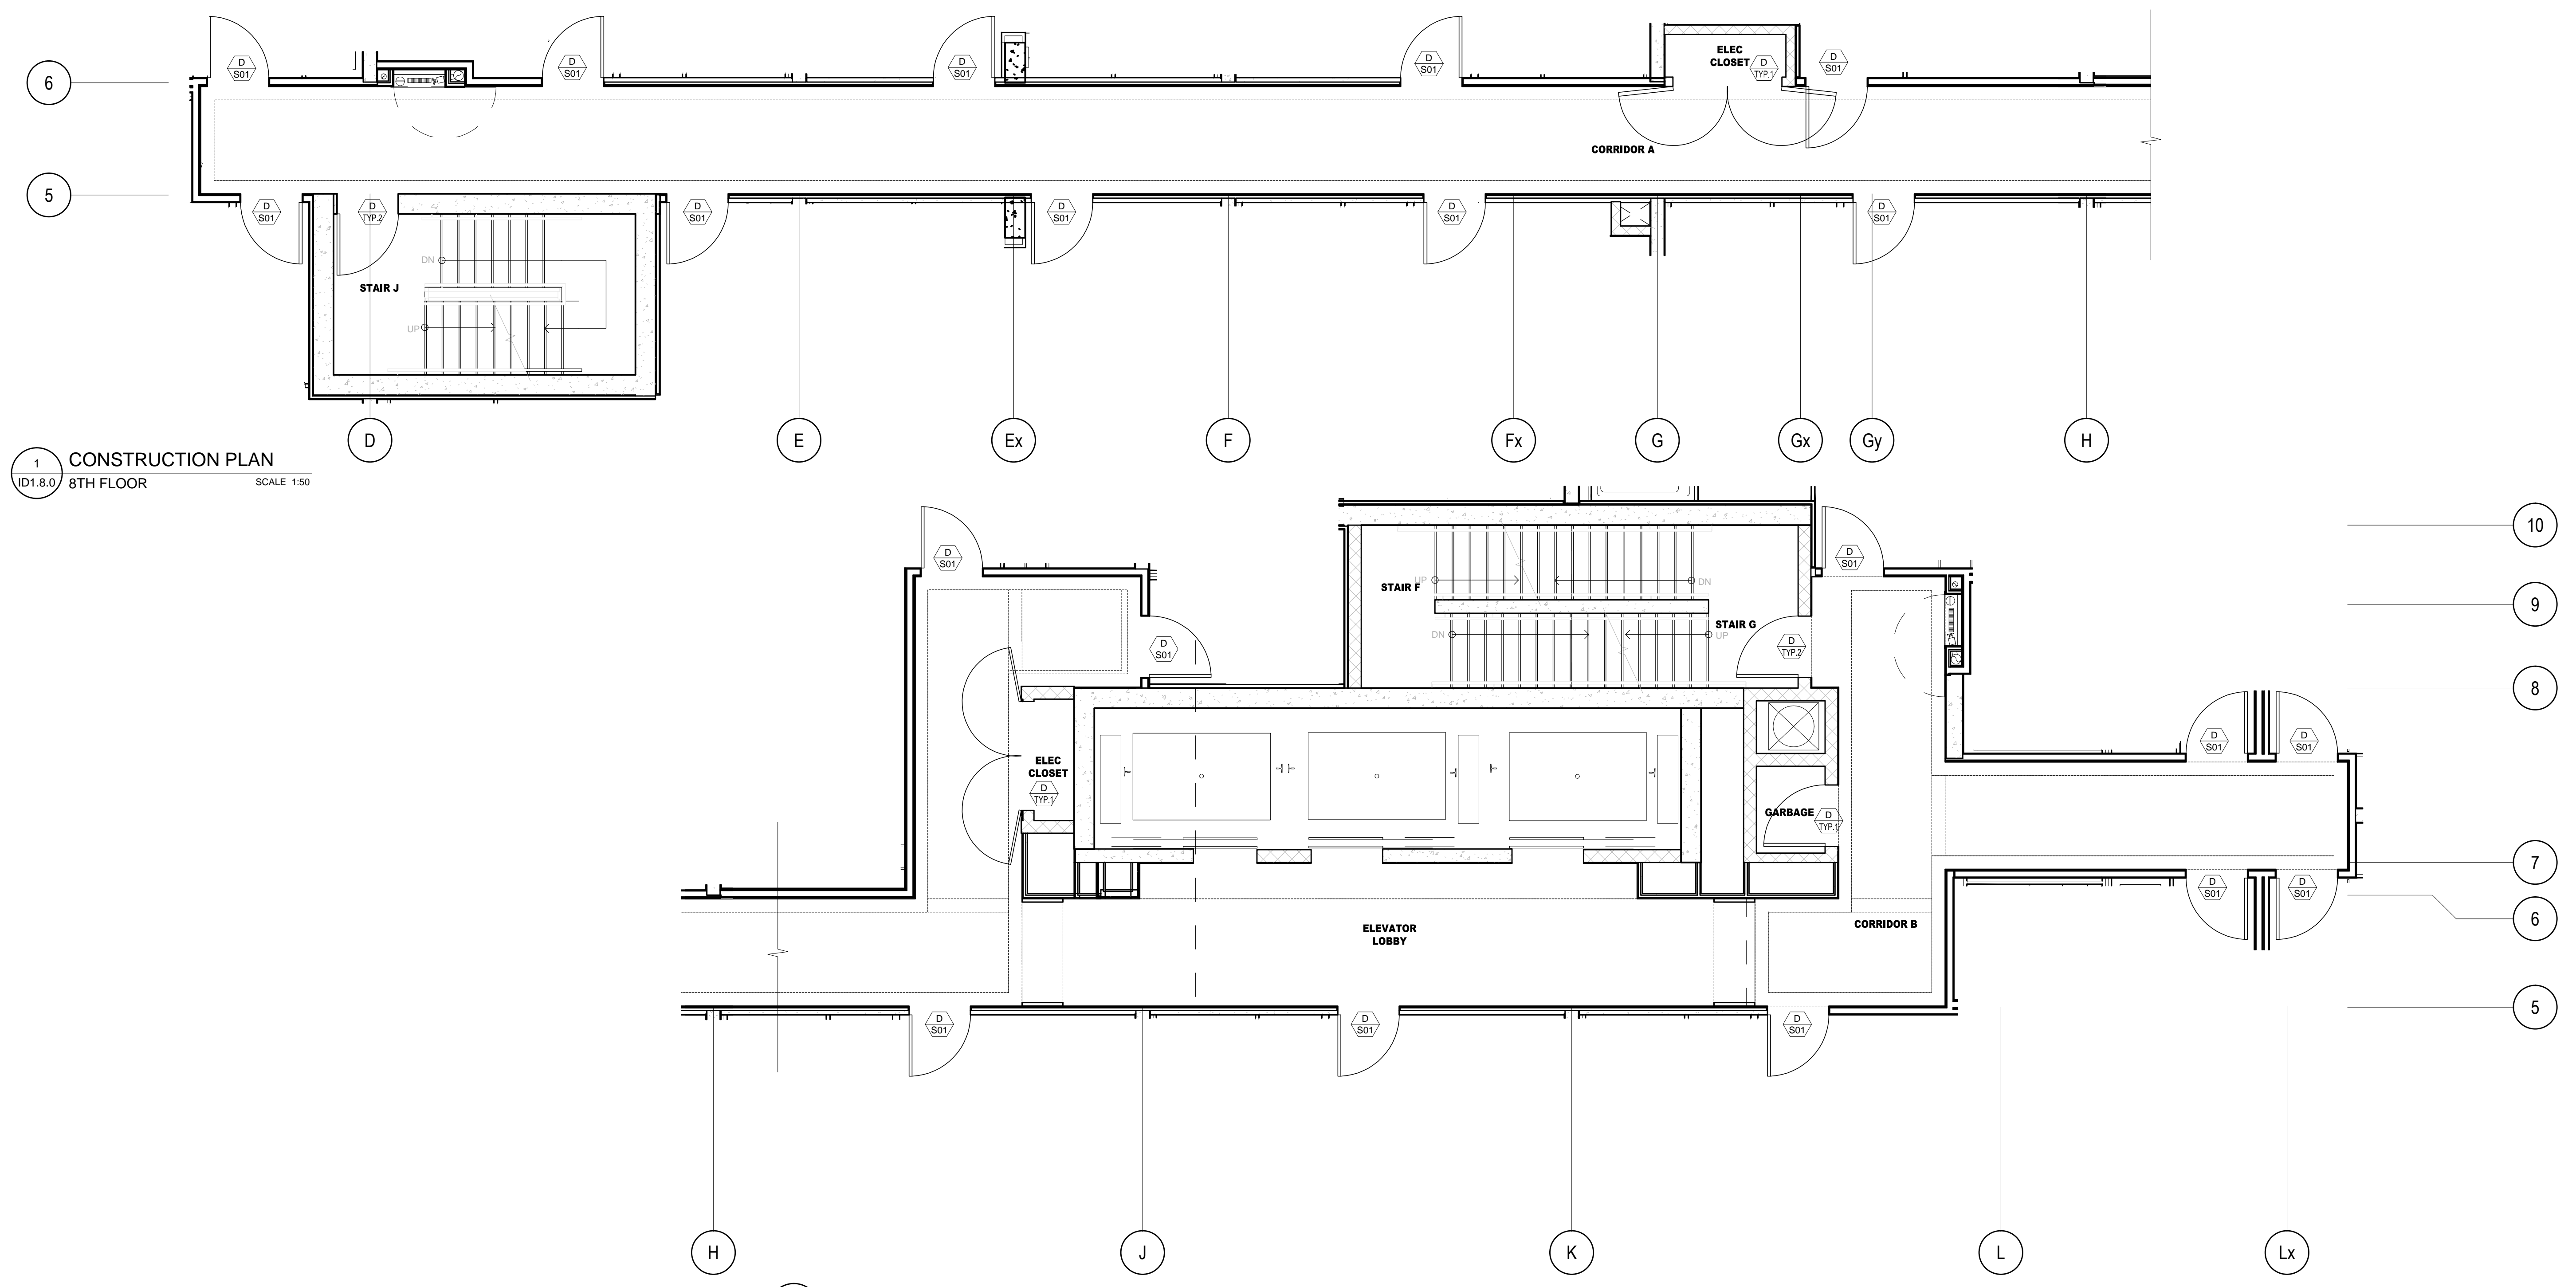 D
S01
D
S01
D
S01
D
S01
ELEC
CLOSET
D
TYP.1
D
S01
6
CORRIDOR A
5
D
S01
D
TYP.2
D
S01
D
S01
D
S01
D
S01
DN
STAIR J
UP
D
E
Ex
F
Fx
G
Gx
Gy
H
1
ID1.8.0
CONSTRUCTION PLAN
8TH FLOOR
SCALE 1:50
10
D
S01
D
S01
STAIR F
UP
DN
9
STAIR G
DN
UP
D
S01
D
TYP.2
8
D
S01
D
S01
ELEC
CLOSET
D
TYP.1
GARBAGE
D
TYP.1
7
D
S01
D
S01
6
CORRIDOR B
ELEVATOR
LOBBY
5
D
S01
D
S01
D
S01
H
J
K
L
Lx